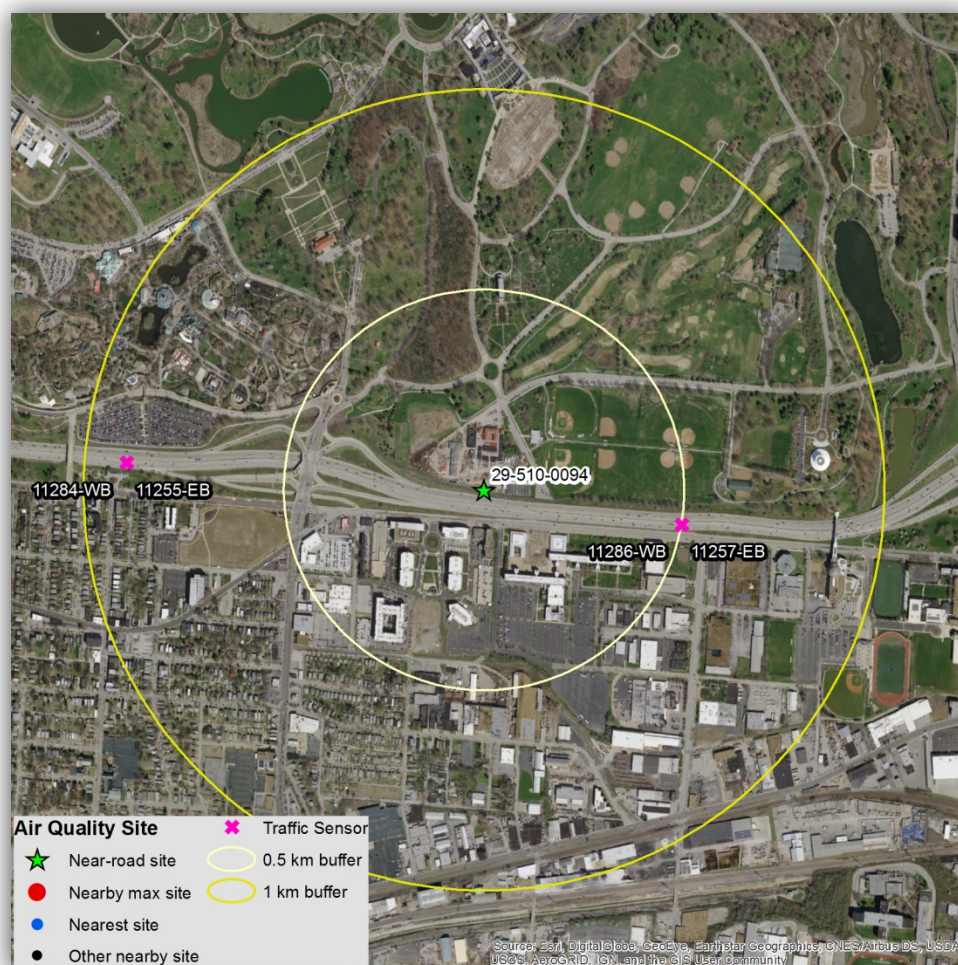 29-510-0094
11284-WB
11255-EB
11286-WB
11257-EB
Air Quality Site
Near-road site
Nearby max site
Nearest site
Other nearby site
Traffic Sensor
0.5 km buffer
1 km buffer
Source: Esri, DigitalGlobe, GeoEye, Earthstar Geographics, CNES/Airbus DS, USDA,
USGS, AeroGRID, IGN, and the GIS User Community